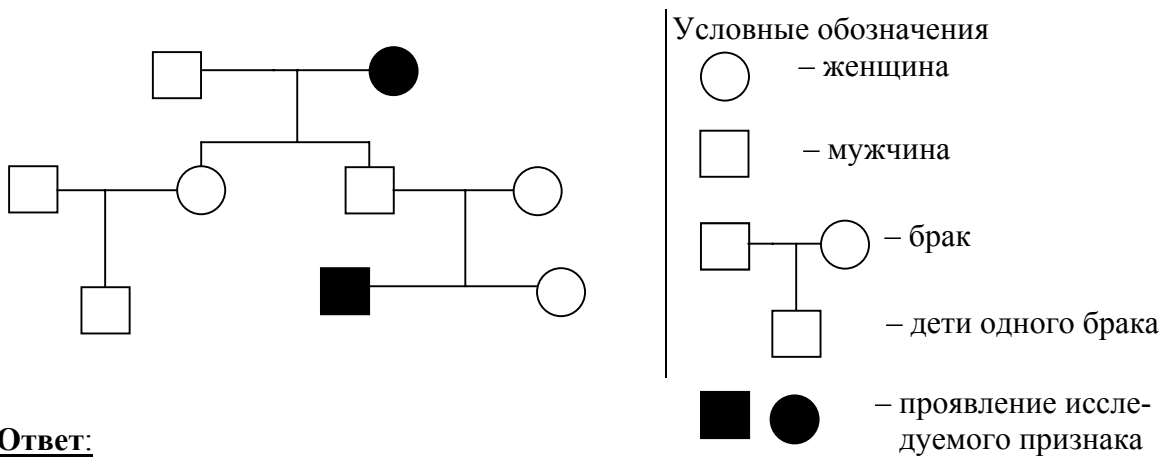 Условные обозначения
– женщина
– мужчина
– брак
– дети одного брака
– проявление иссле-
дуемого признака
Ответ: